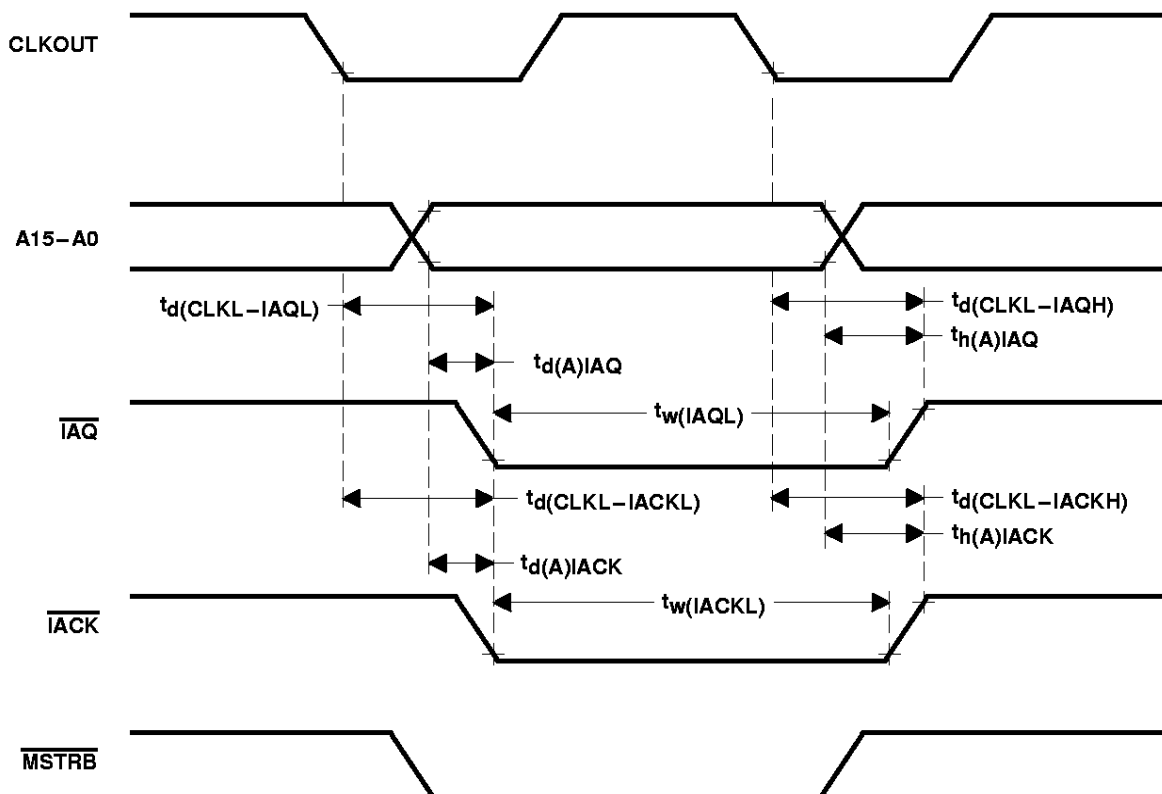 CLKOUT
A15–A0
td(CLKL–IAQL)
td(CLKL–IAQH)
th(A)IAQ
td(A)IAQ
IAQ
tw(IAQL)
td(CLKL–IACKL)
td(CLKL–IACKH)
th(A)IACK
td(A)IACK
IACK
tw(IACKL)
MSTRB